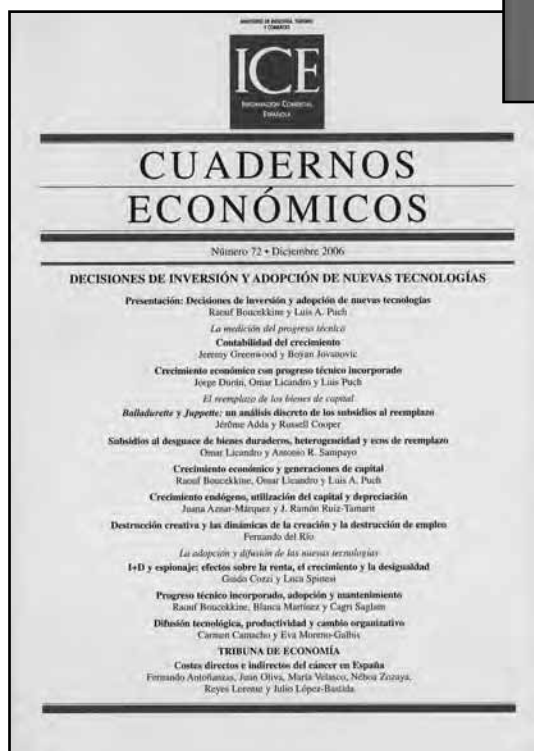 MINISTERIO DE INDUSTRIA, TURISMO
Y COMERCIO
ICE
INFORMACIÓN COMERCIAL
ESPAÑOLA
CUADERNOS
ECONÓMICOS
Número 72 • Diciembre 2006
DECISIONES DE INVERSIÓN Y ADOPCIÓN DE NUEVAS TECNOLOGÍAS
Presentación: Decisiones de inversión y adopción de nuevas tecnologías
Raouf Boucekkine y Luis A. Puch
La medición del progreso técnico
Contabilidad del crecimiento
Jeremy Greenwood y Boyan Jovanovic
Crecimiento económico con progreso técnico incorporado
Jorge Durán, Omar Licandro y Luis Puch
El reemplazo de los bienes de capital
Balladurette y Juppette: un análisis discreto de los subsidios al reemplazo
Jérôme Adda y Russell Cooper
Subsidios al desguace de bienes duraderos, heterogeneidad y ecos de reemplazo
Omar Licandro y Antonio R. Sampayo
Crecimiento económico y generaciones de capital
Raouf Boucekkine, Omar Licandro y Luis A. Puch
Crecimiento endógeno, utilización del capital y depreciación
Juana Aznar-Márquez y J. Ramón Ruiz-Tamarit
Destrucción creativa y las dinámicas de la creación y la destrucción de empleo
Fernando del Río
La adopción y difusión de las nuevas tecnologías
I+D y espionaje: efectos sobre la renta, el crecimiento y la desigualdad
Guido Cozzi y Luca Spinesi
Progreso técnico incorporado, adopción y mantenimiento
Raouf Boucekkine, Blanca Martínez y Cagri Saglam
Difusión tecnológica, productividad y cambio organizativo
Carmen Camacho y Eva Moreno-Galbis
TRIBUNA DE ECONOMÍA
Costes directos e indirectos del cáncer en España
Fernando Antoñanzas, Juan Oliva, María Velasco, Néboa Zozaya,
Reyes Lorente y Julio López-Bastida